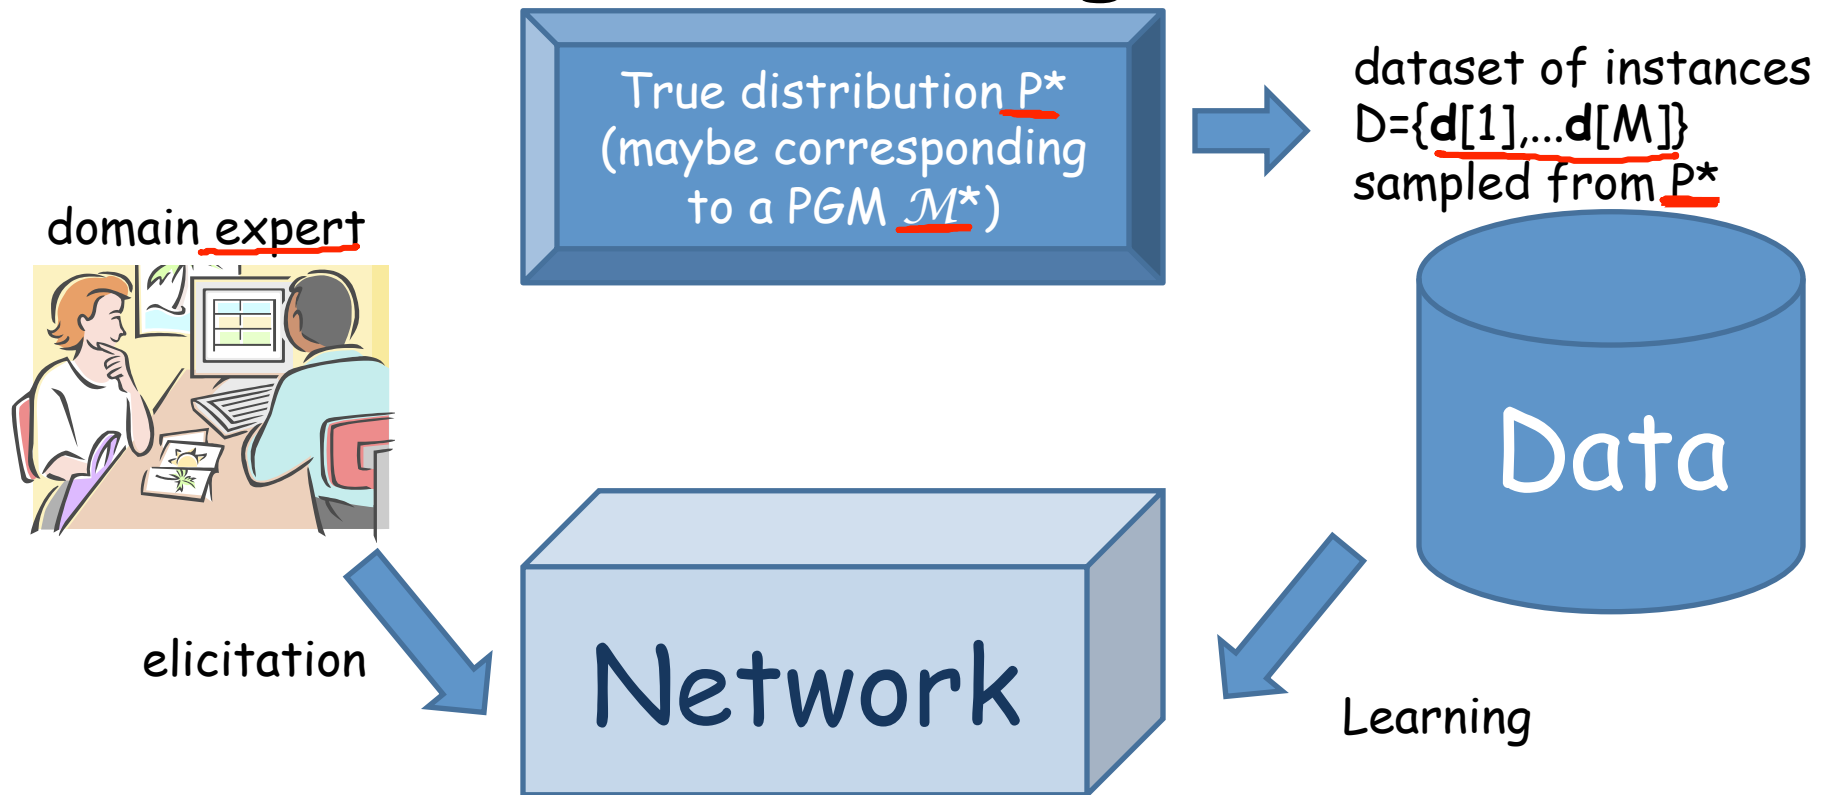 True distribution P*
(maybe corresponding
to a PGM ℳ*)
dataset of instances
D={d[1],...d[M]}
sampled from P*
domain expert
Data
elicitation
Network
Learning